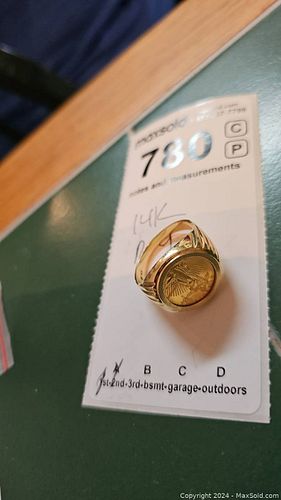 maxsold
780
C
P
notes and measurements
14K
A B C D
1st-2nd-3rd-bsmt-garage-outdoors
Copyright 2024 - MaxSold.com